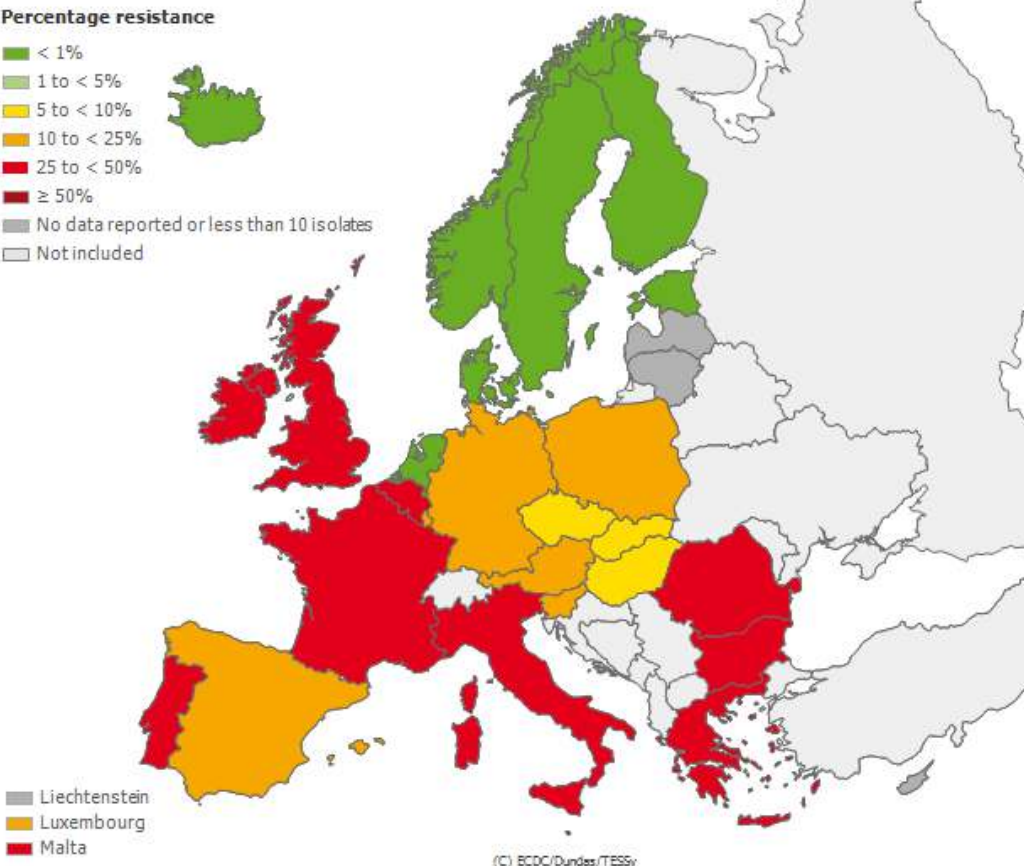 Percentage resistance
< 1%
1 to < 5%
5 to < 10%
10 to < 25%
25 to < 50%
≥ 50%
No data reported or less than 10 isolates
Not included
Liechtenstein
Luxembourg
Malta
(C) ECDC/Dundas/TESSy